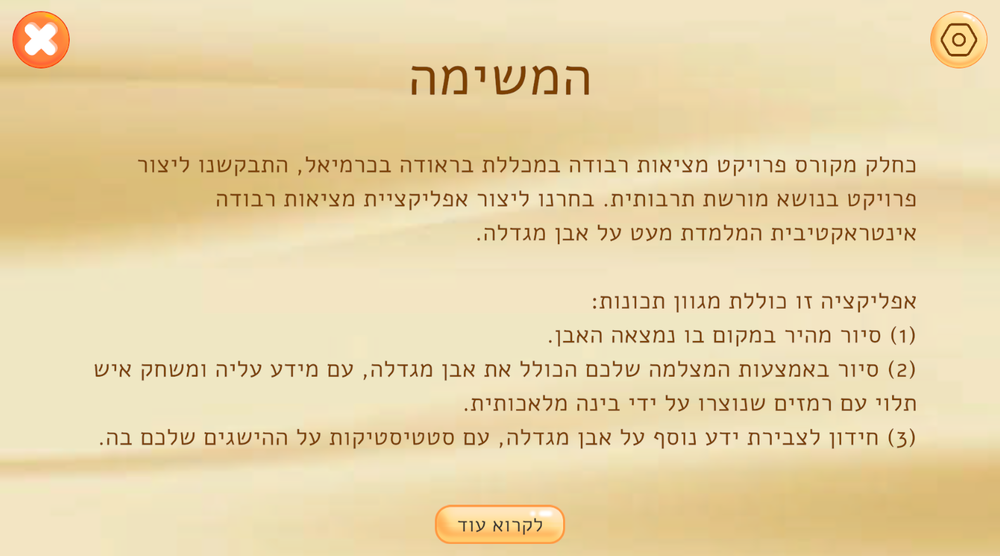 המשימה
כחלק מקורס פרויקט מציאות רבודה במכללת בראודה בכרמיאל, התבקשנו ליצור
פרויקט בנושא מורשת תרבותית. בחרנו ליצור אפליקציית מציאות רבודה
אינטראקטיבית המלמדת מעט על אבן מגדלה.
אפליקציה זו כוללת מגוון תכונות:
(1) סיור מהיר במקום בו נמצאה האבן.
(2) סיור באמצעות המצלמה שלכם הכולל את אבן מגדלה, עם מידע עליה ומשחק איש
תלוי עם רמזים שנוצרו על ידי בינה מלאכותית.
(3) חידון לצבירת ידע נוסף על אבן מגדלה, עם סטטיסטיקות על ההישגים שלכם בה.
לקרוא עוד